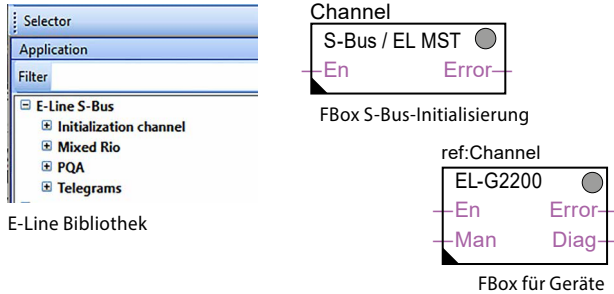 Selector
Application
Filter
E-Line S-Bus
Initialization channel
Mixed Rio
PQA
Telegrams
E-Line Bibliothek
Channel
S-Bus / EL MST
En Error
FBox S-Bus-Initialisierung
ref:Channel
EL-G2200
En Error
Man Diag
FBox für Geräte